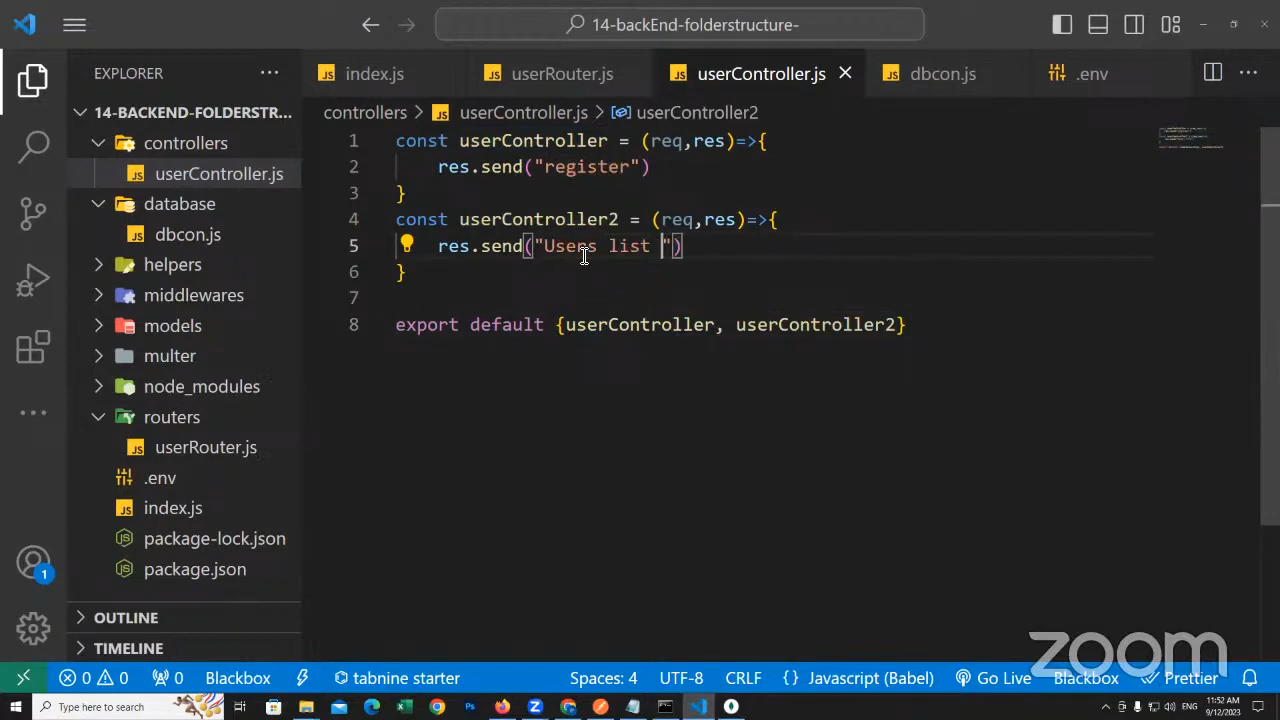 14-backEnd-folderstructure-
EXPLORER
index.js
userRouter.js
userController.js
dbcon.js
.env
14-BACKEND-FOLDERSTR...
controllers
userController.js
database
dbcon.js
helpers
middlewares
models
multer
node_modules
routers
userRouter.js
.env
index.js
package-lock.json
package.json
OUTLINE
TIMELINE
controllers > userController.js > userController2
1 const userController = (req,res)=>{
2 res.send("register")
3 }
4 const userController2 = (req,res)=>{
5 res.send("Users list ")
6 }
7
8 export default {userController, userController2}
1
zoom
0 0 0 Blackbox tabnine starter Spaces: 4 UTF-8 CRLF {} Javascript (Babel) Go Live Blackbox Prettier
Type here to search
ENG
11:52 AM
9/12/2023